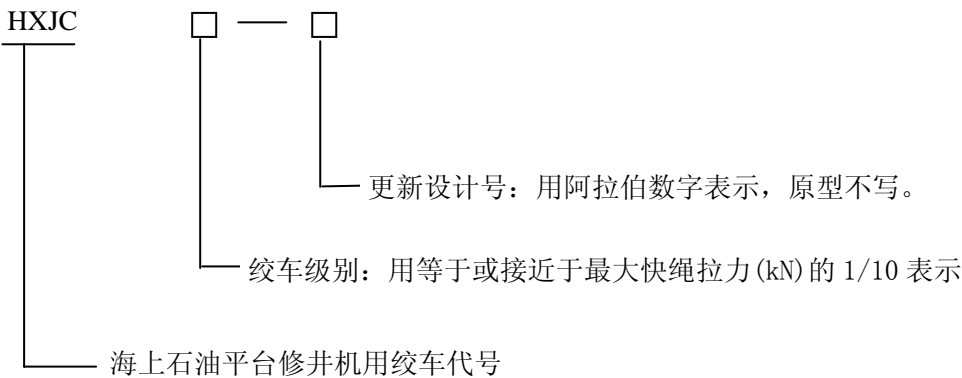 HXJC □ — □
更新设计号：用阿拉伯数字表示，原型不写。
绞车级别：用等于或接近于最大快绳拉力(kN)的 1/10 表示
海上石油平台修井机用绞车代号